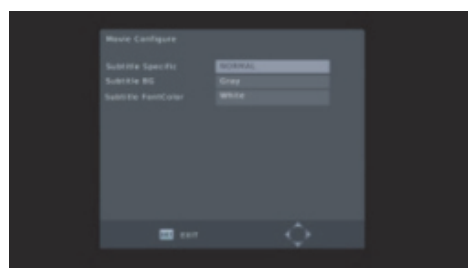 Movie Configure
Subtitle Specific NORMAL
Subtitle BG Gray
Subtitle FontColor White
EXIT